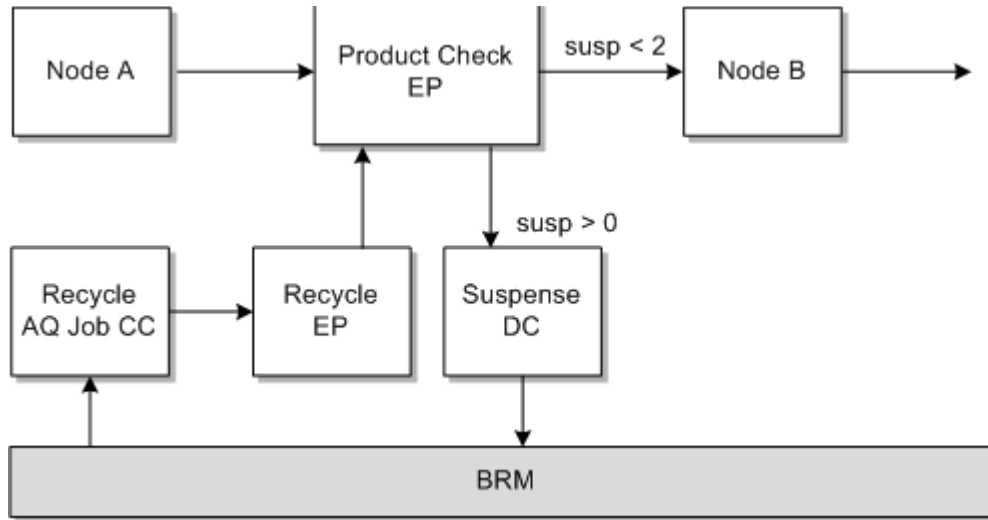 Node A
Product Check
EP
susp < 2
Node B
susp > 0
Recycle
AQ Job CC
Recycle
EP
Suspense
DC
BRM